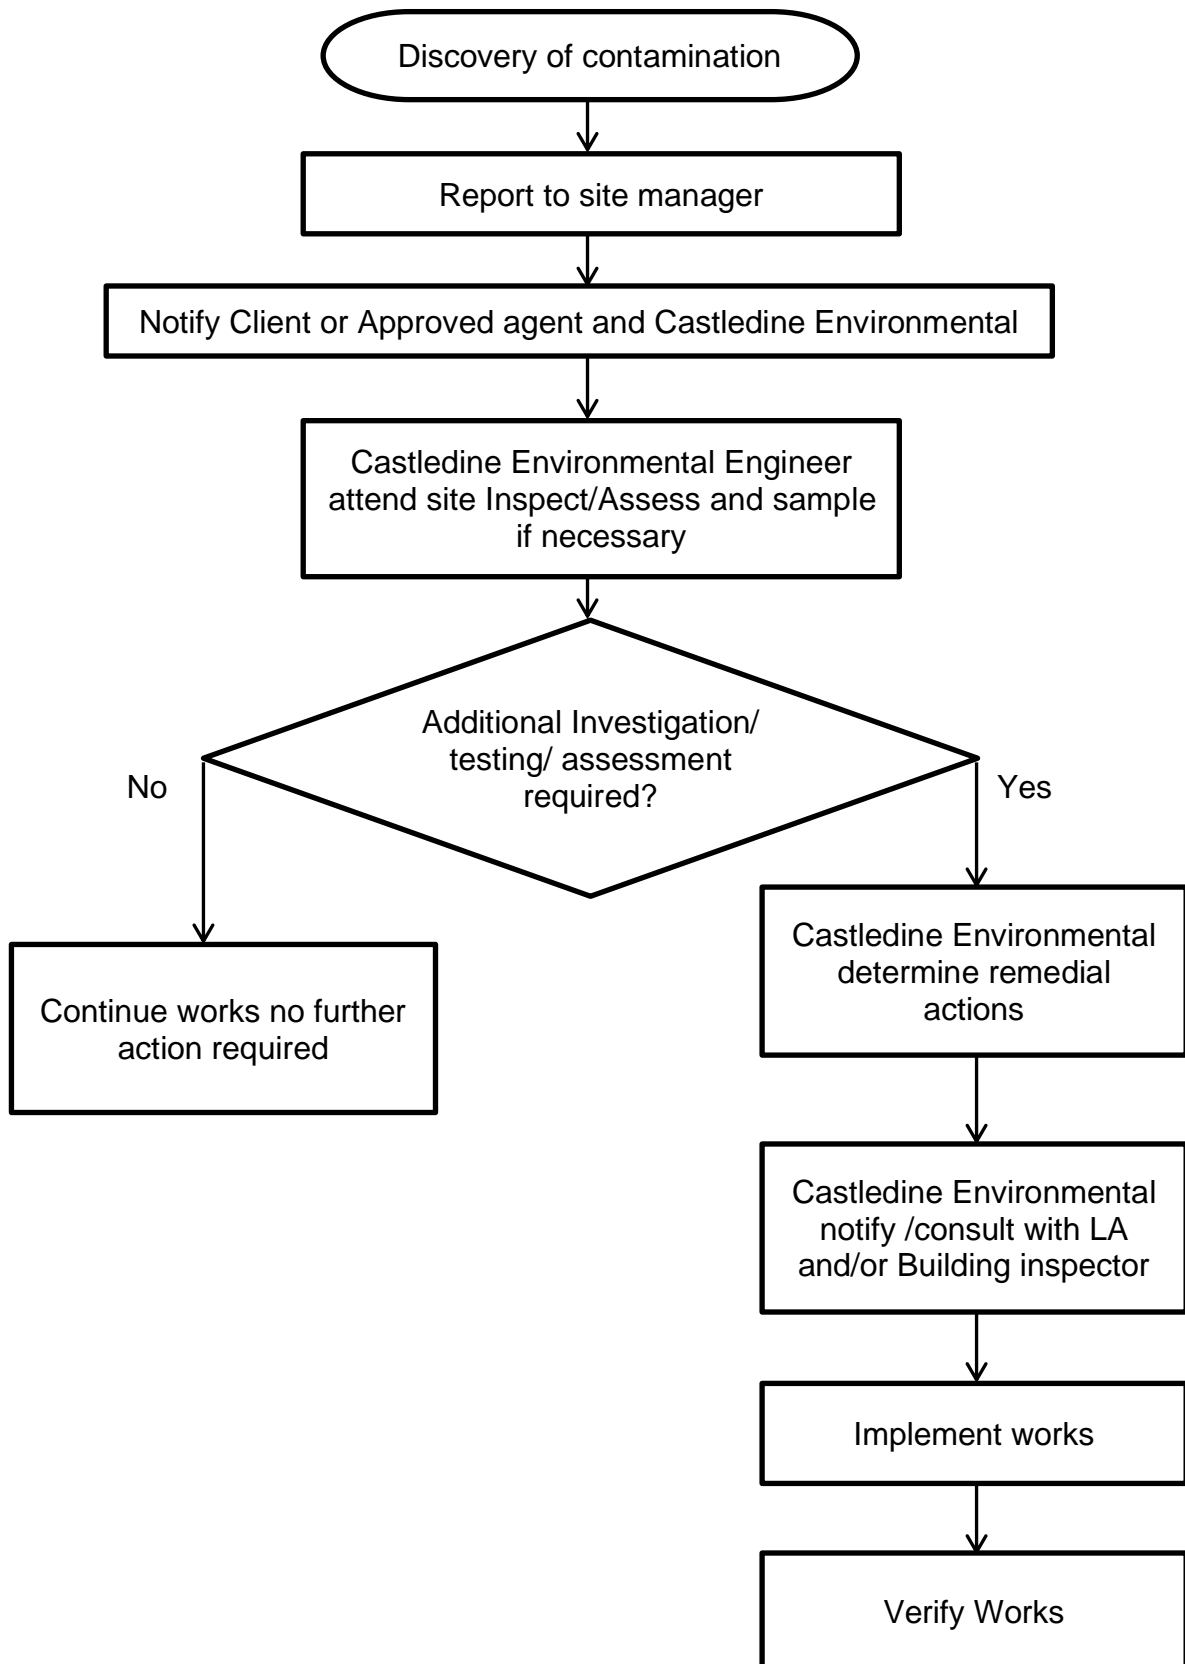 Discovery of contamination
Report to site manager
Notify Client or Approved agent and Castledine Environmental
Castledine Environmental Engineer
attend site Inspect/Assess and sample
if necessary
Additional Investigation/
testing/ assessment
required?
No
Yes
Continue works no further
action required
Castledine Environmental
determine remedial
actions
Castledine Environmental
notify /consult with LA
and/or Building inspector
Implement works
Verify Works